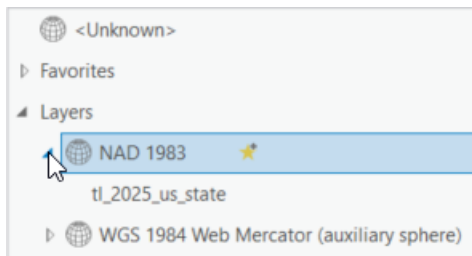 <Unknown>
Favorites
Layers
NAD 1983
tl_2025_us_state
WGS 1984 Web Mercator (auxiliary sphere)